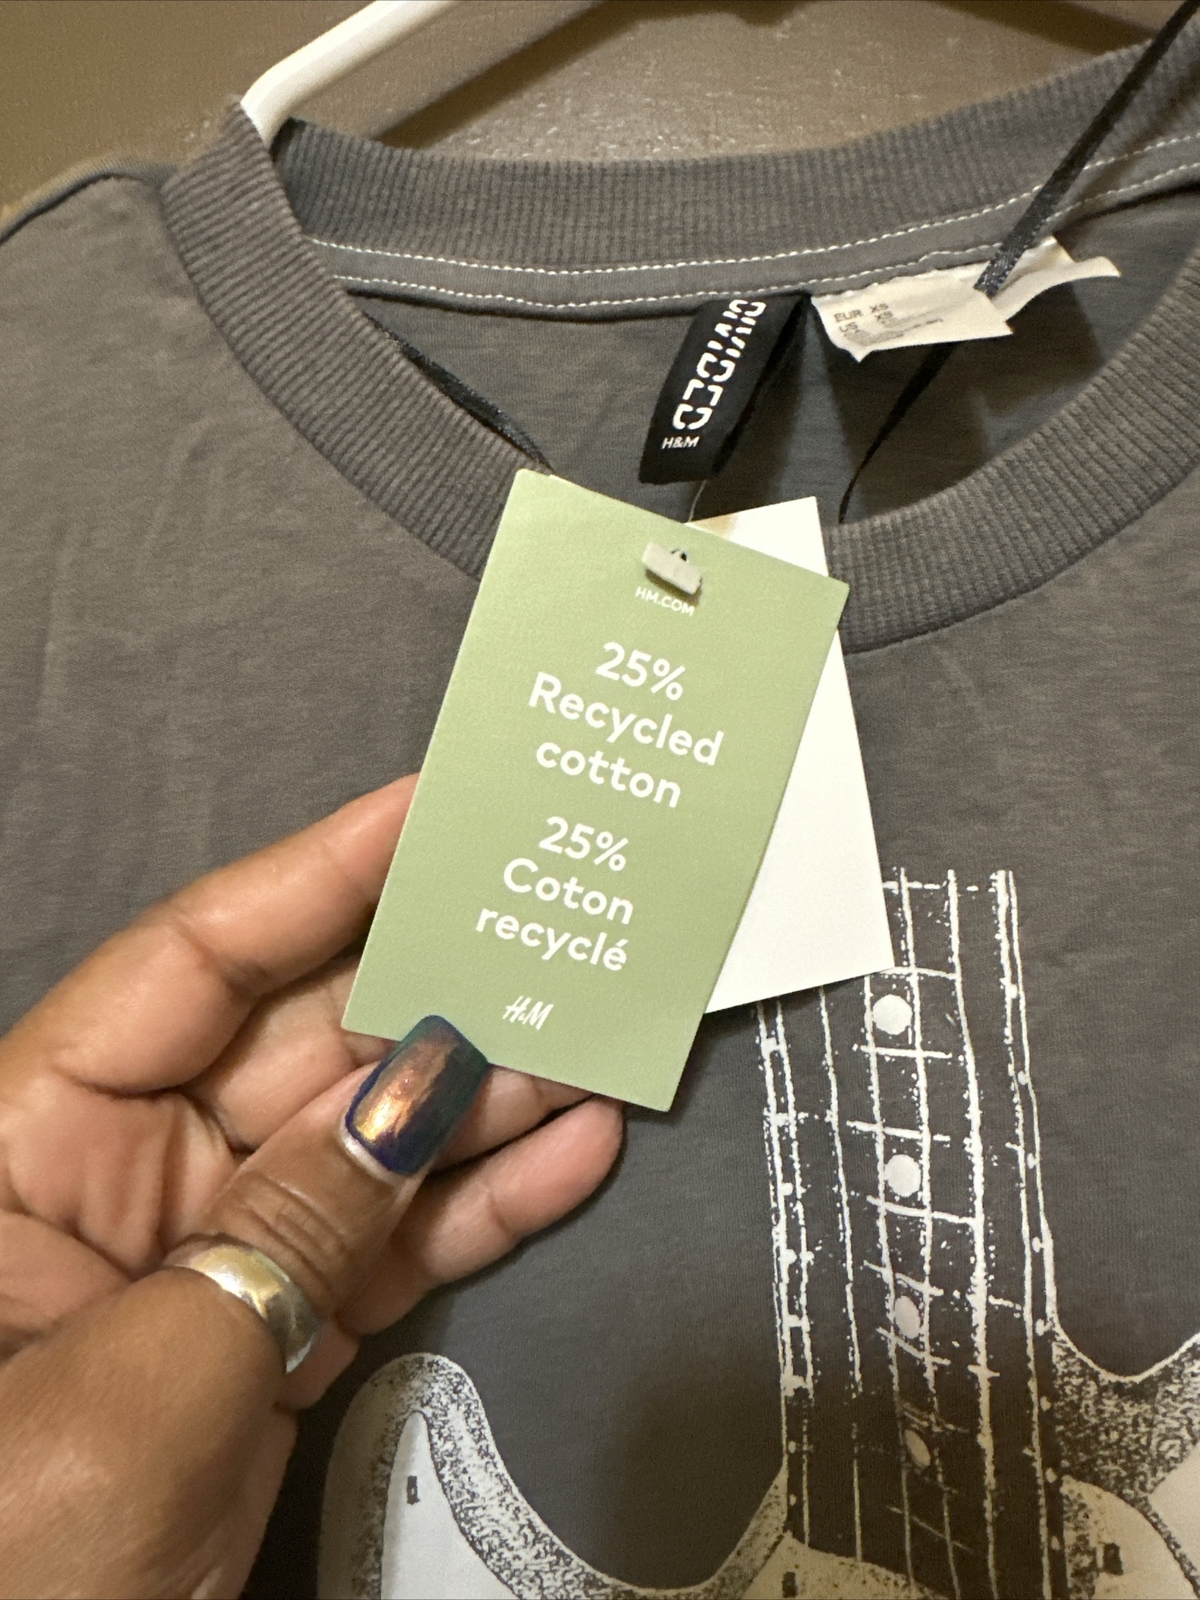 DIVIDED
H&M
EUR XS
US XS
HM.COM
25%
Recycled
cotton
25%
Coton
recyclé
H&M